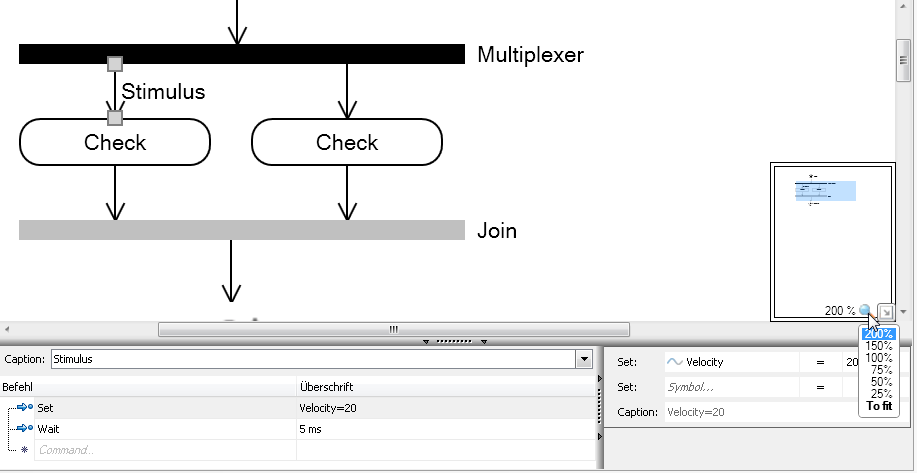 Multiplexer
Stimulus
Check
Check
Join
200 %
200%
150%
100%
75%
50%
25%
To fit
Caption: Stimulus
Befehl Überschrift
Set Velocity=20
Wait 5 ms
Command...
Set: Velocity = 20
Set: Symbol... =
Caption: Velocity=20